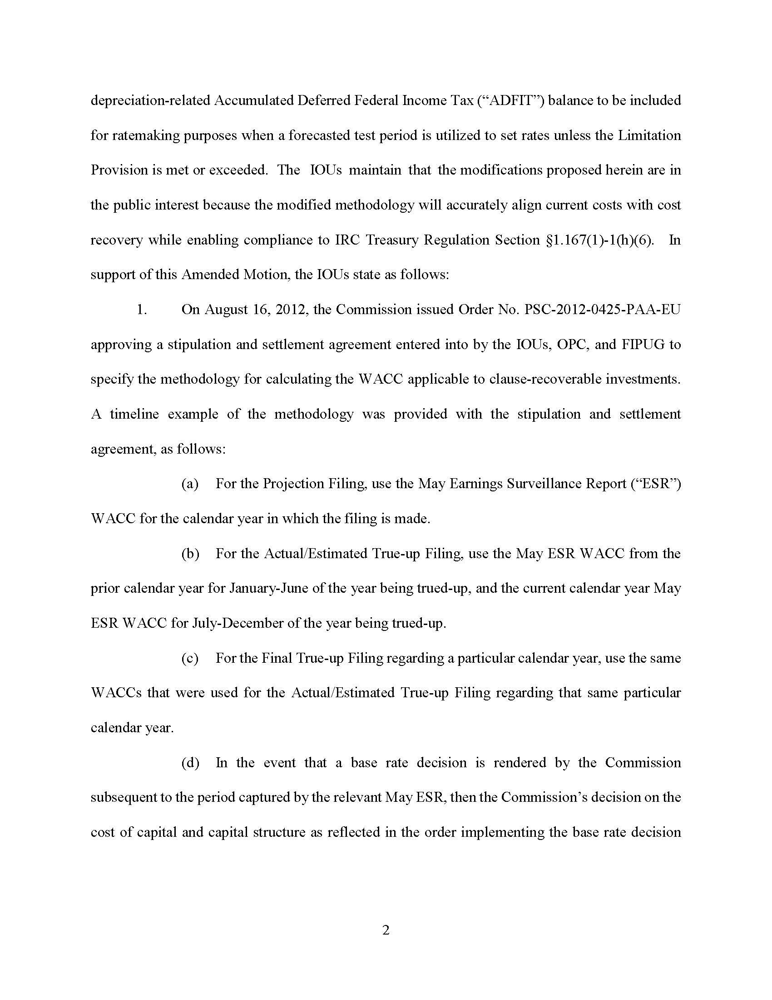 depreciation-related Accumulated Deferred Federal Income Tax (“ADFIT”) balance to be included
for ratemaking purposes when a forecasted test period is utilized to set rates unless the Limitation
Provision is met or exceeded. The IOUs maintain that the modifications proposed herein are in
the public interest because the modified methodology will accurately align current costs with cost
recovery while enabling compliance to IRC Treasury Regulation Section §1.167(1)-1(h)(6). In
support of this Amended Motion, the IOUs state as follows:
1. On August 16, 2012, the Commission issued Order No. PSC-2012-0425-PAA-EU
approving a stipulation and settlement agreement entered into by the IOUs, OPC, and FIPUG to
specify the methodology for calculating the WACC applicable to clause-recoverable investments.
A timeline example of the methodology was provided with the stipulation and settlement
agreement, as follows:
(a) For the Projection Filing, use the May Earnings Surveillance Report (“ESR”)
WACC for the calendar year in which the filing is made.
(b) For the Actual/Estimated True-up Filing, use the May ESR WACC from the
prior calendar year for January-June of the year being trued-up, and the current calendar year May
ESR WACC for July-December of the year being trued-up.
(c) For the Final True-up Filing regarding a particular calendar year, use the same
WACCs that were used for the Actual/Estimated True-up Filing regarding that same particular
calendar year.
(d) In the event that a base rate decision is rendered by the Commission
subsequent to the period captured by the relevant May ESR, then the Commission’s decision on the
cost of capital and capital structure as reflected in the order implementing the base rate decision
2